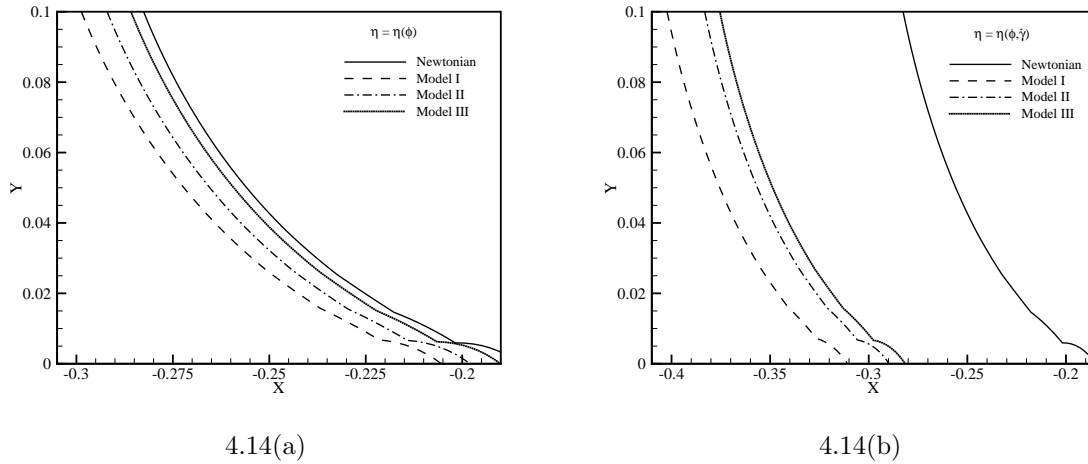 0.1
0.08
0.06
0.04
0.02
0
Y
-0.3
-0.275
-0.25
-0.225
-0.2
X
η = η(ϕ)
Newtonian
Model I
Model II
Model III
4.14(a)
0.1
0.08
0.06
0.04
0.02
0
Y
-0.4
-0.35
-0.3
-0.25
-0.2
X
η = η(ϕ,γ̇)
Newtonian
Model I
Model II
Model III
4.14(b)